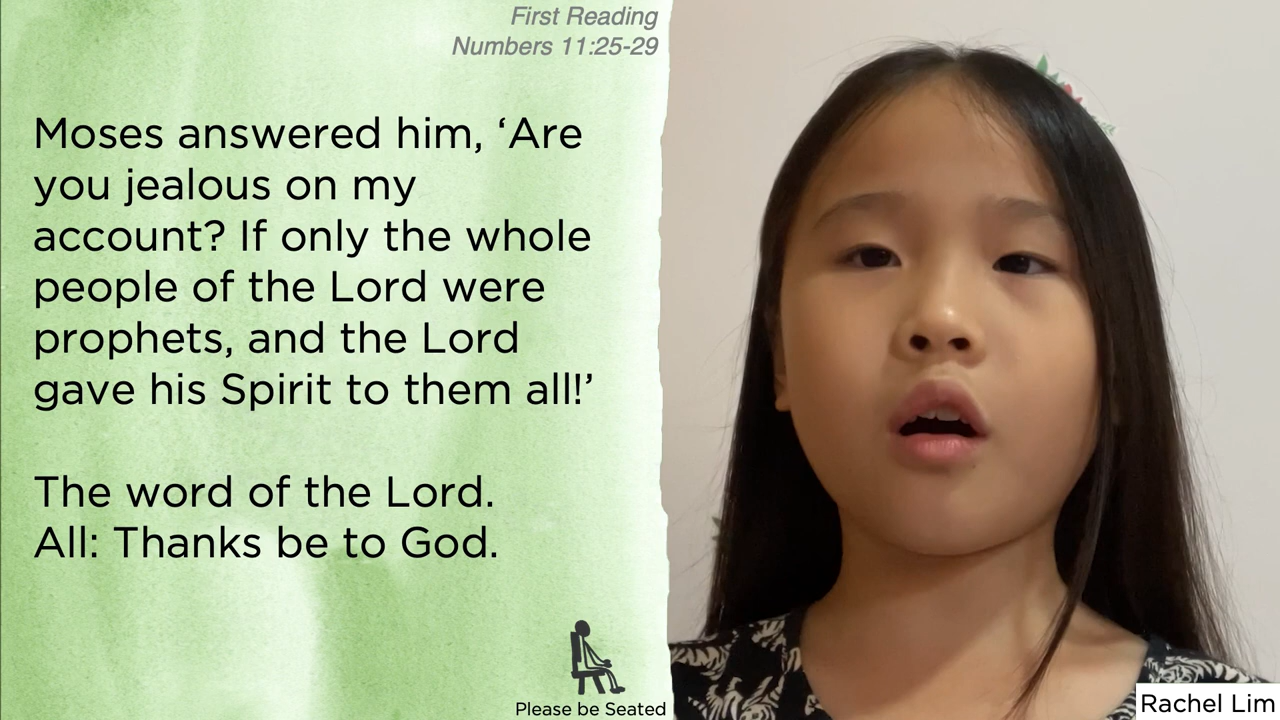 First Reading
Numbers 11:25-29
Moses answered him, ‘Are
you jealous on my
account? If only the whole
people of the Lord were
prophets, and the Lord
gave his Spirit to them all!’
The word of the Lord.
All: Thanks be to God.
Please be Seated
Rachel Lim